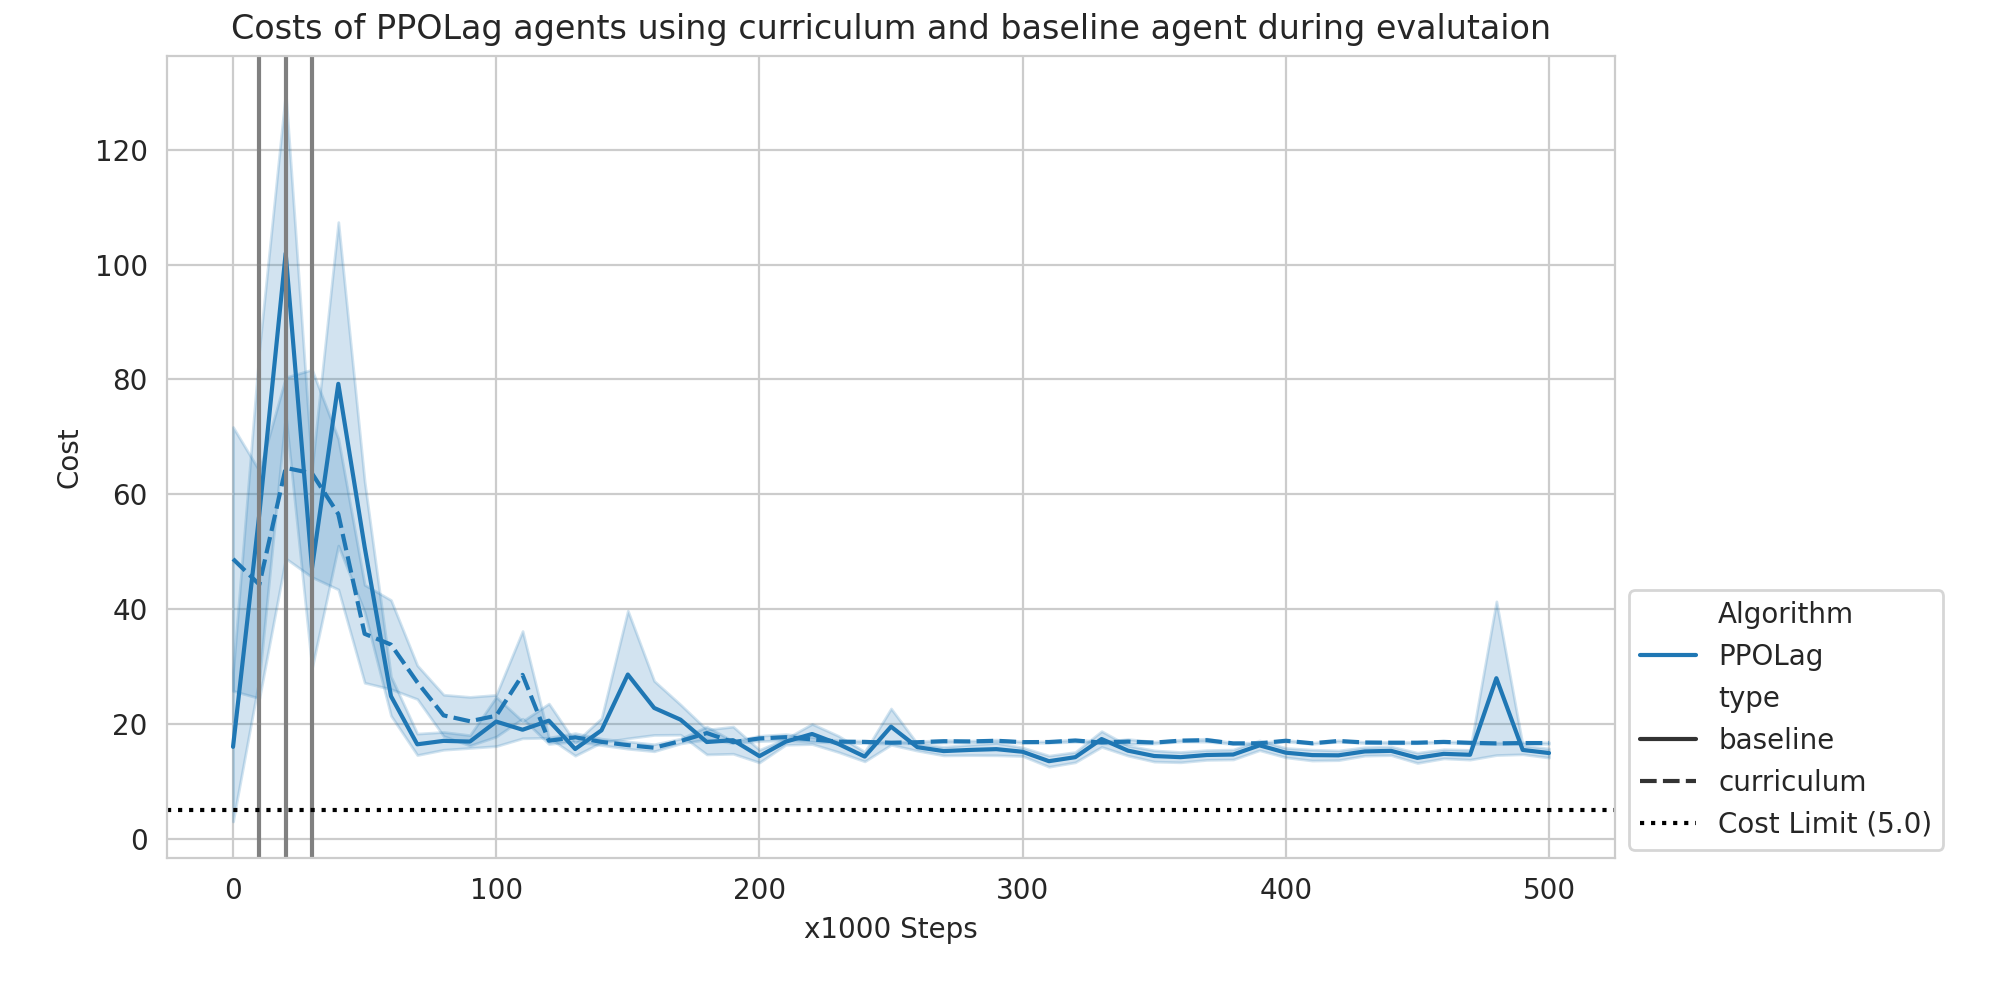 Costs of PPOLag agents using curriculum and baseline agent during evalutaion
120
100
80
60
40
20
0
Cost
0 100 200 300 400 500
x1000 Steps
Algorithm
PPOLag
type
baseline
curriculum
Cost Limit (5.0)